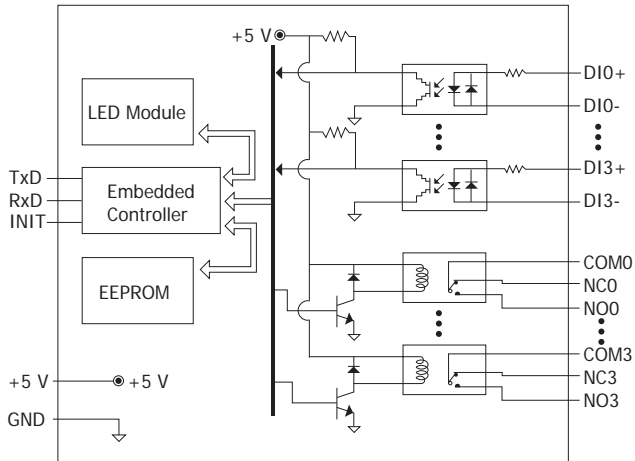 +5 V
LED Module
DI0+
DI0-
TxD
RxD
INIT
Embedded
Controller
DI3+
DI3-
EEPROM
COM0
NC0
NO0
COM3
NC3
NO3
+5 V
+5 V
GND